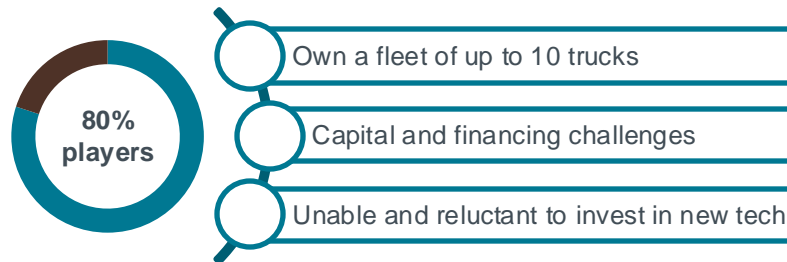 80%
players
Own a fleet of up to 10 trucks
Capital and financing challenges
Unable and reluctant to invest in new tech